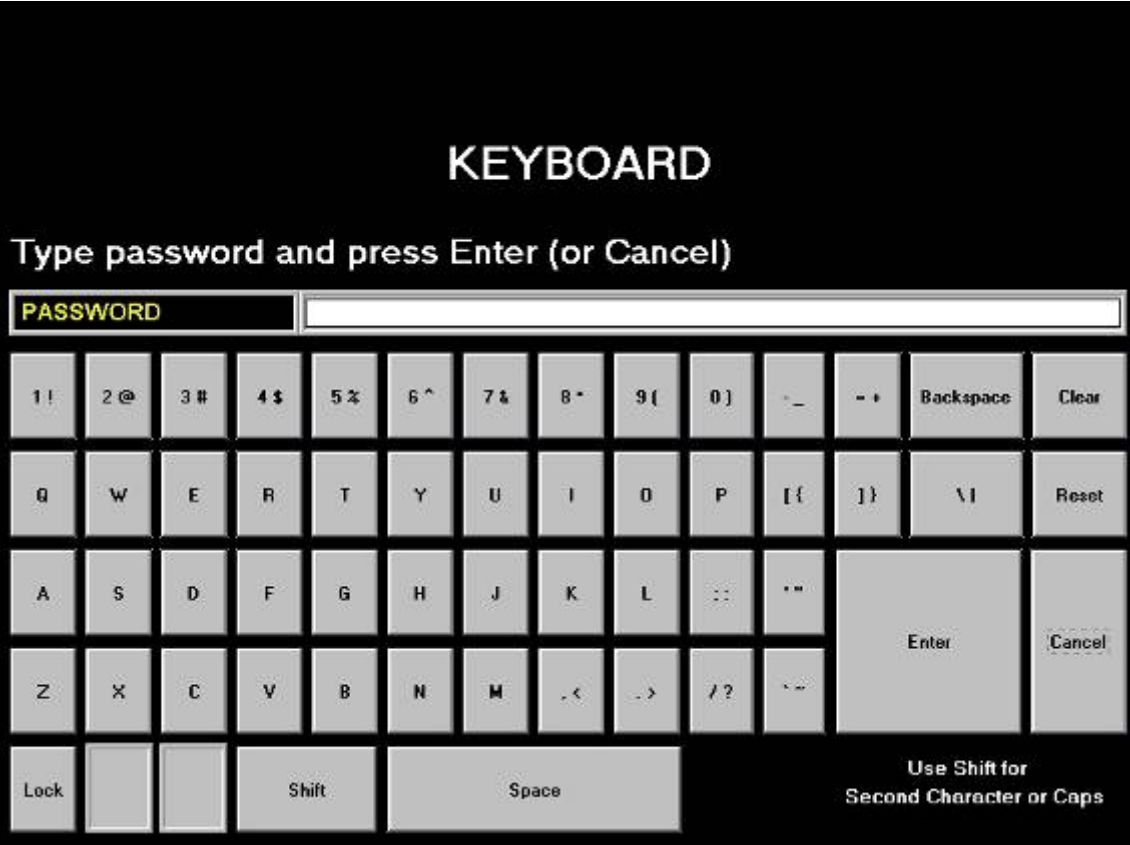 KEYBOARD
Type password and press Enter (or Cancel)
PASSWORD
1 ! 2 @ 3 # 4 $ 5 % 6 ^ 7 & 8 * 9 ( 0 ) - _ = + Backspace Clear
Q W E R T Y U I O P [ { ] } \ | Reset
A S D F G H J K L : : ' " Enter Cancel
Z X C V B N M , < . > / ? ` ~
Lock Shift Space
Use Shift for
Second Character or Caps